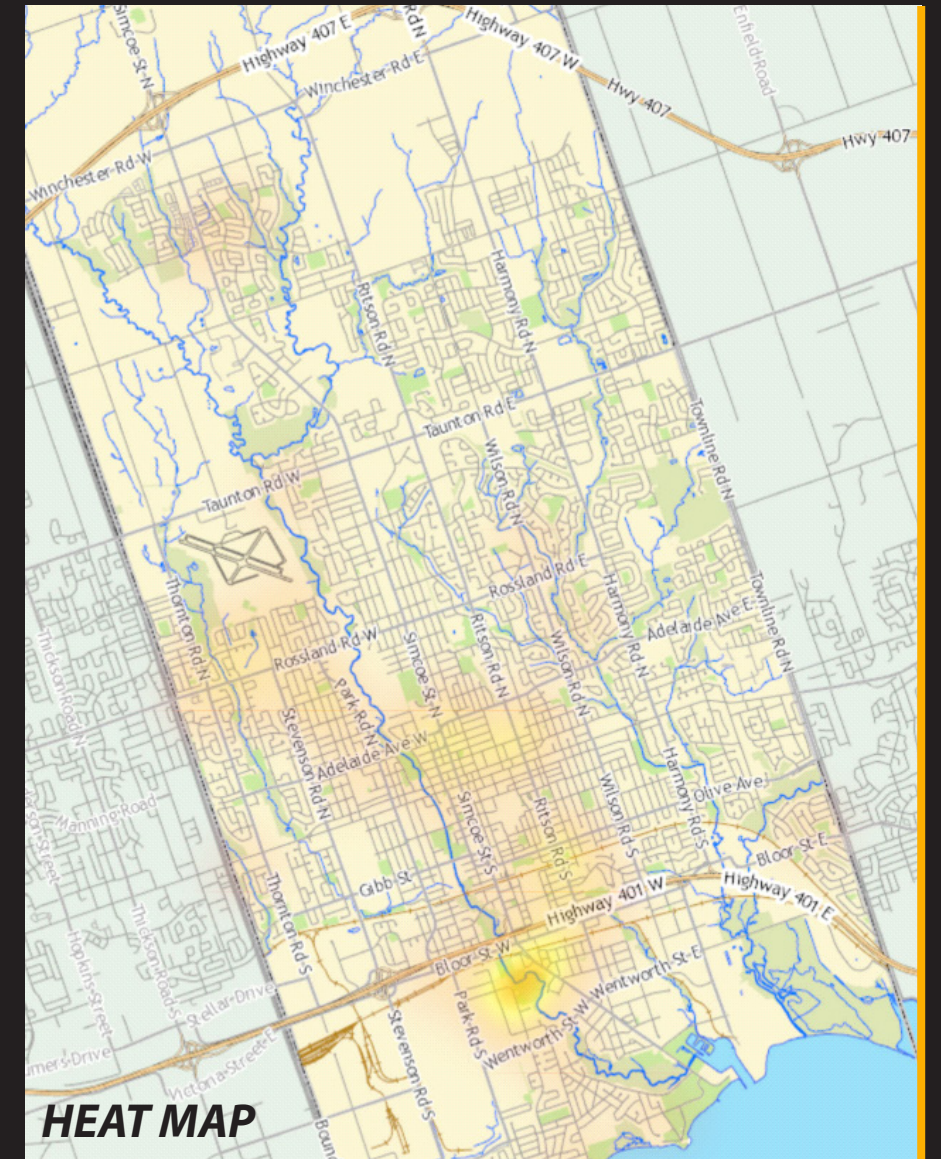 Simcoe St N
Highway 407 E
Rd N
Highway 407 W
Enfield Road
Winchester Rd E
Hwy 407
Hwy 407
Winchester Rd W
Harmony Rd N
Ritson Rd N
Taunton Rd E
Townline Rd N
Wilson Rd N
Taunton Rd W
Rossland Rd E
Thornton Rd N
Harmony Rd N
Townline Rd N
Adelaide Ave E
Ritson Rd N
Simcoe St N
Wilson Rd N
Rossland Rd W
Thickson Road N
Park Rd N
Stevenson Rd N
Adelaide Ave W
Harmony Rd S
Wilson Rd S
Olive Ave
Manning Road
Simcoe St S
Ritson Rd S
Bloor St E
Gibb St
Highway 401 W
Highway 401 E
Thornton Rd S
Thickson Road S
Hopkins Street
Bloor St W
Wentworth St E
Stellar Drive
Park Rd S
Wentworth St W
Stevenson Rd S
Victoria Street E
HEAT MAP